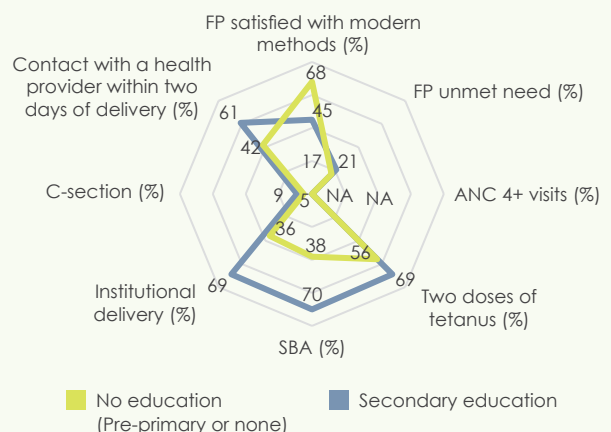 FP satisfied with modern
methods (%)
Contact with a health
provider within two
days of delivery (%)
68
FP unmet need (%)
61
45
42
17
21
C-section (%)
9
5
NA
NA
ANC 4+ visits (%)
36
38
56
Institutional
delivery (%)
69
70
69
Two doses of
tetanus (%)
SBA (%)
No education
(Pre-primary or none)
Secondary education